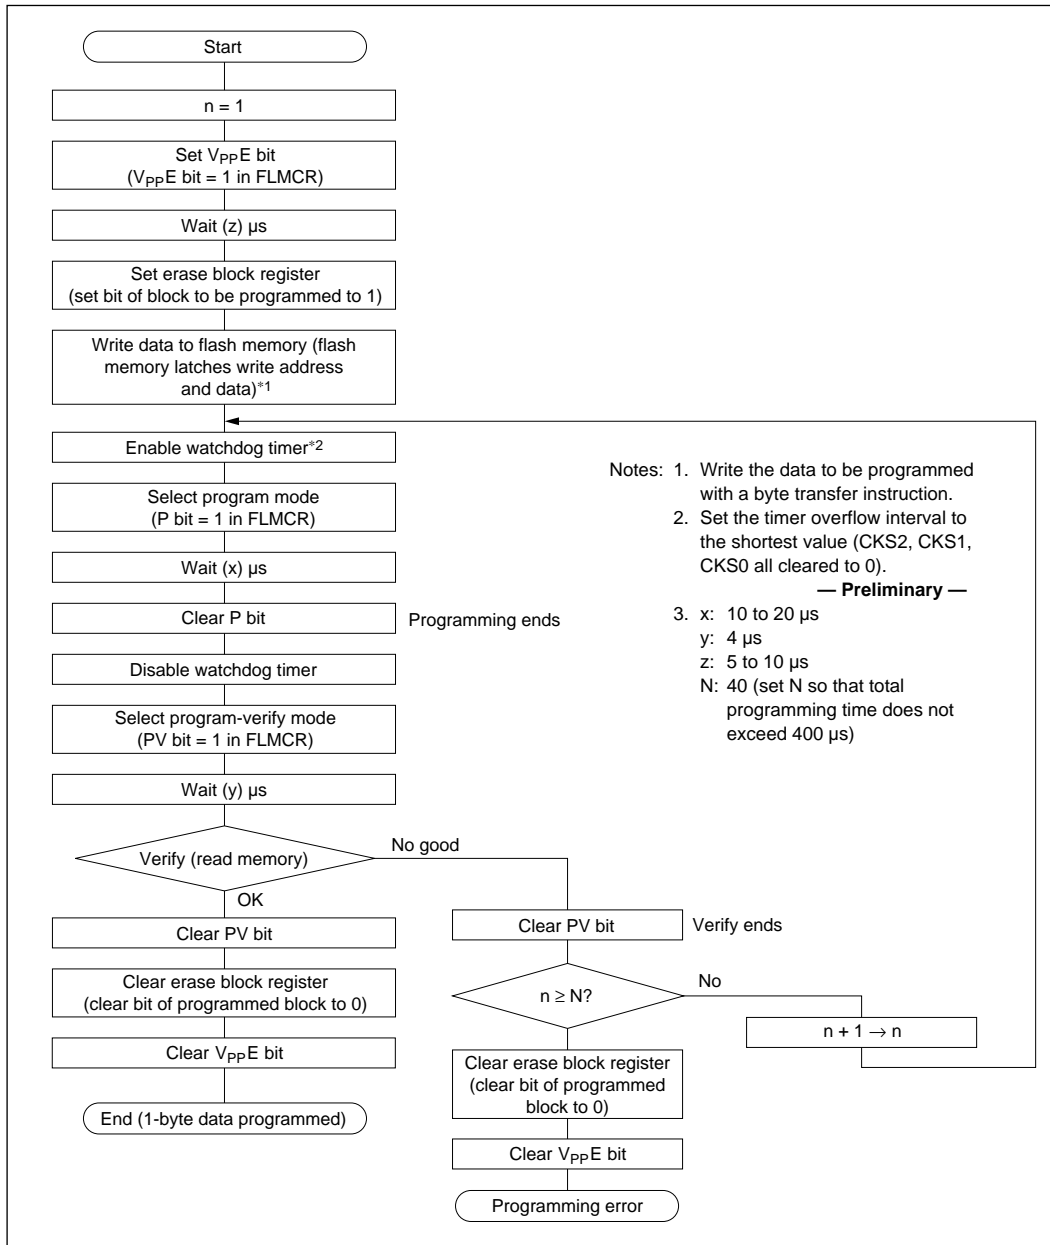 Start
n = 1
Set VPPE bit
(VPPE bit = 1 in FLMCR)
Wait (z) µs
Set erase block register
(set bit of block to be programmed to 1)
Write data to flash memory (flash
memory latches write address
and data)*1
Enable watchdog timer*2
Select program mode
(P bit = 1 in FLMCR)
Wait (x) µs
Clear P bit
Programming ends
Disable watchdog timer
Select program-verify mode
(PV bit = 1 in FLMCR)
Wait (y) µs
Verify (read memory)
No good
OK
Clear PV bit
Clear erase block register
(clear bit of programmed block to 0)
Clear VPPE bit
End (1-byte data programmed)
Clear PV bit
Verify ends
n ≥ N?
No
n + 1 → n
Clear erase block register
(clear bit of programmed
block to 0)
Clear VPPE bit
Programming error
Notes: 1. Write the data to be programmed
with a byte transfer instruction.
2. Set the timer overflow interval to
the shortest value (CKS2, CKS1,
CKS0 all cleared to 0).
— Preliminary —
3. x: 10 to 20 µs
y: 4 µs
z: 5 to 10 µs
N: 40 (set N so that total
programming time does not
exceed 400 µs)